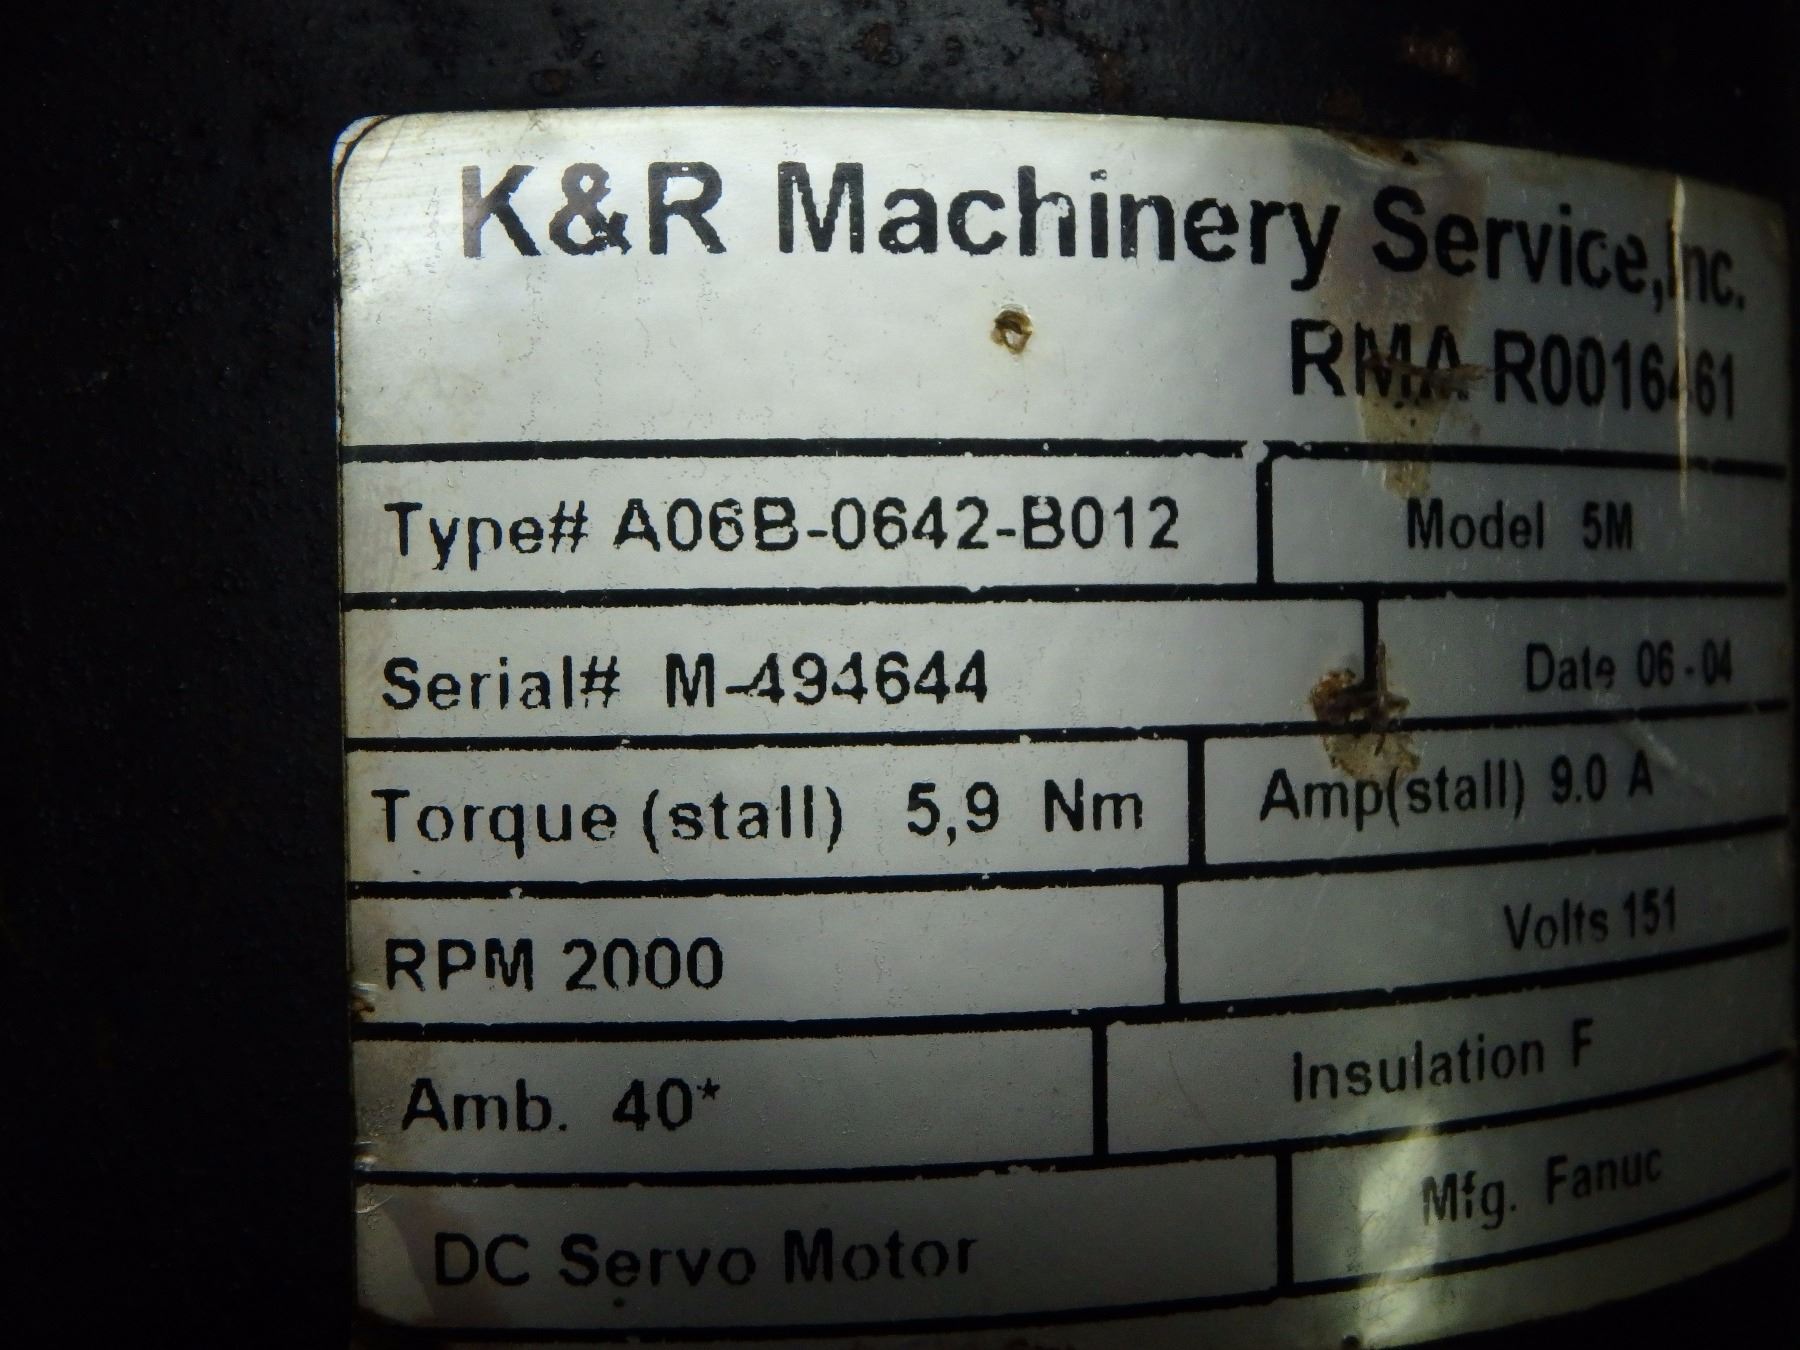 K&R Machinery Service,Inc.
RMA R0016461
Type# A06B-0642-B012 Model 5M
Serial# M-494644 Date 06-04
Torque (stall) 5,9 Nm Amp(stall) 9.0 A
RPM 2000 Volts 151
Amb. 40* Insulation F
DC Servo Motor Mfg. Fanuc